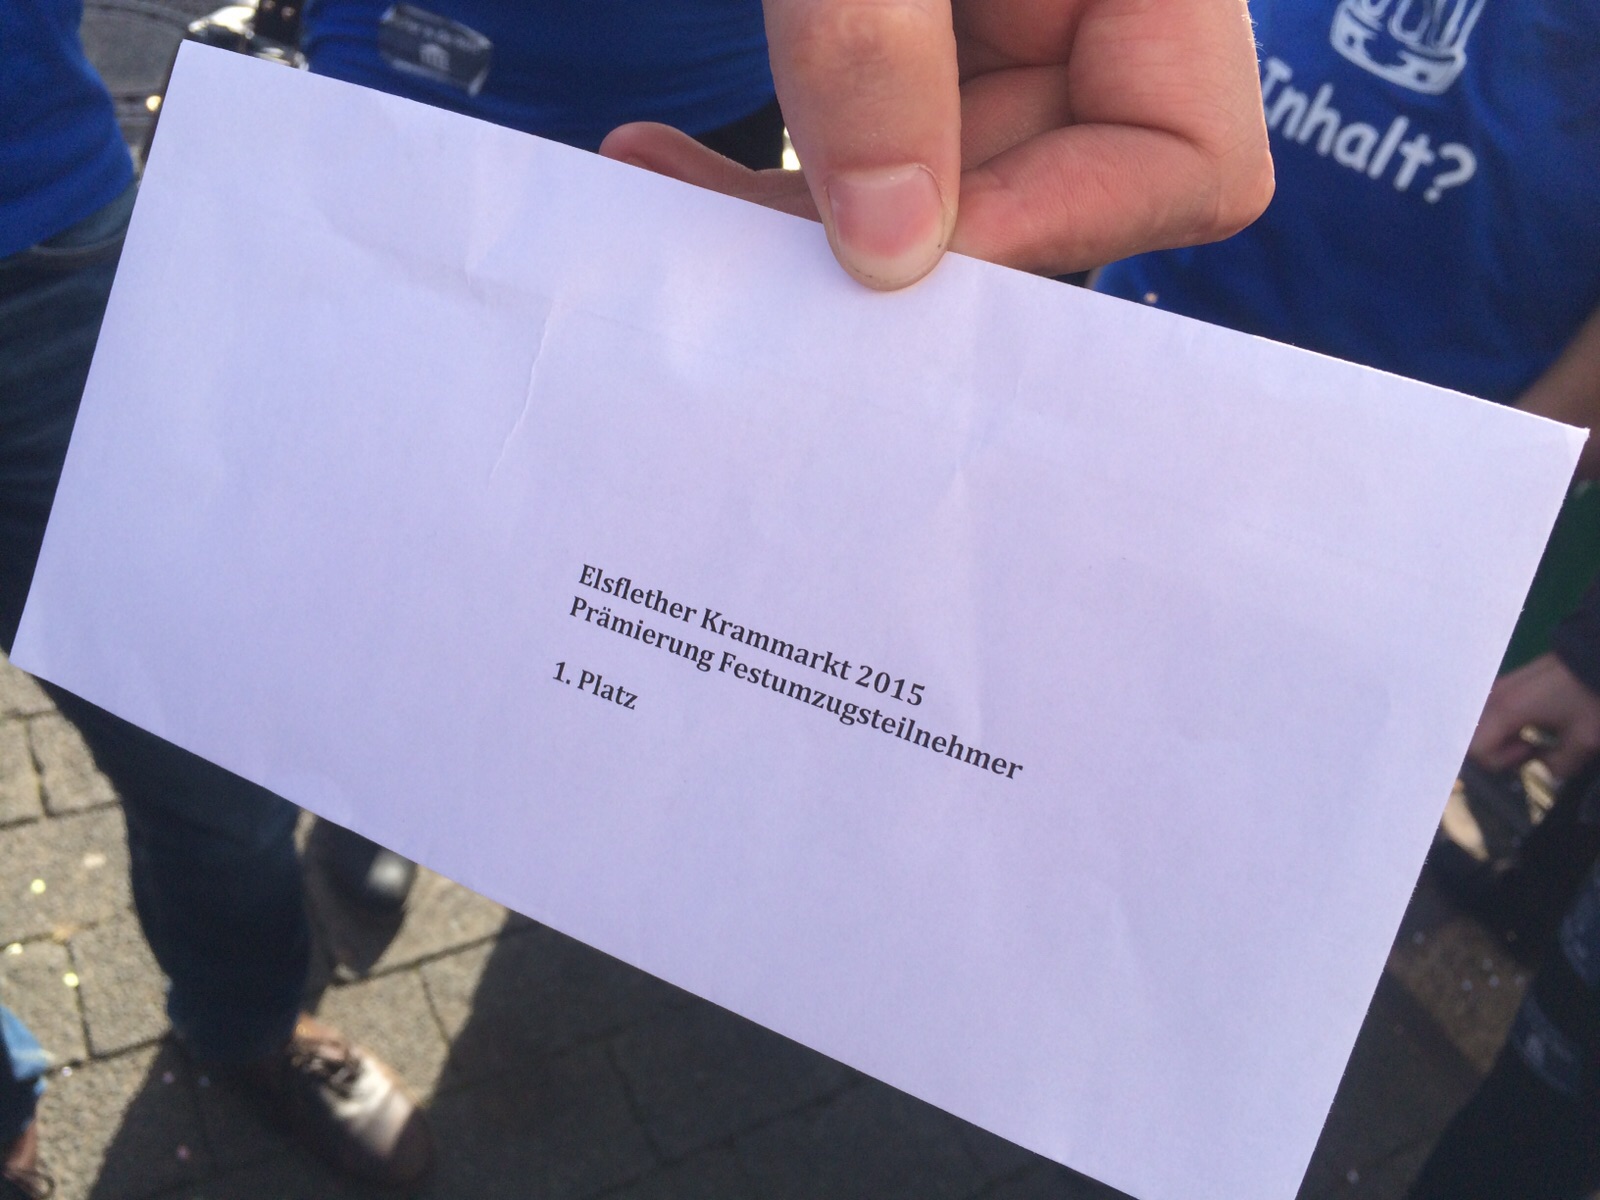 Inhalt?
Elsflether Krammarkt 2015
Prämierung Festumzugsteilnehmer
1. Platz